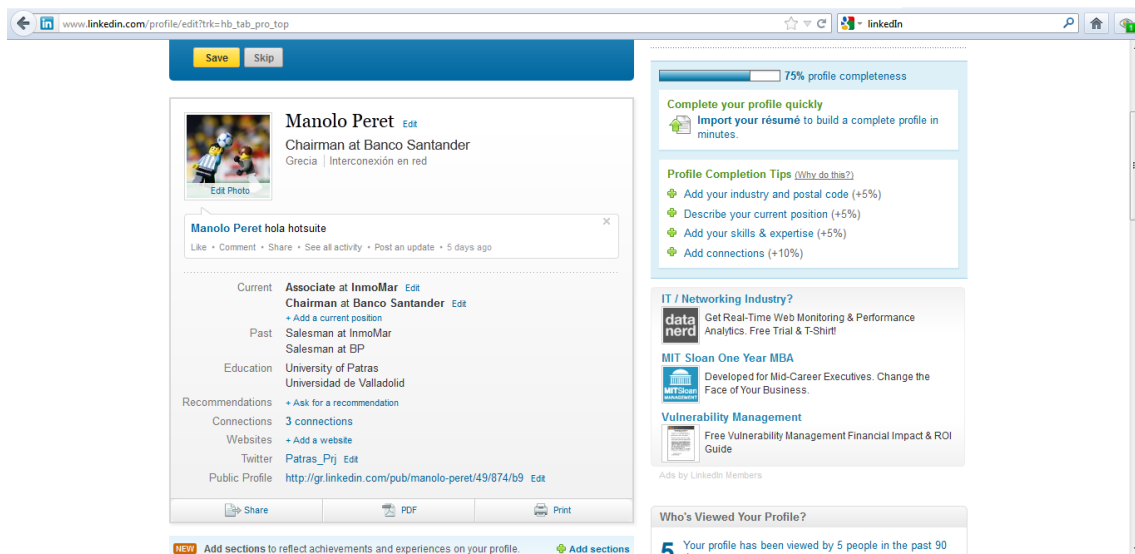 www.linkedin.com/profile/edit?trk=hb_tab_pro_top
linkedIn
Save Skip
Manolo Peret Edit
Chairman at Banco Santander
Grecia | Interconexión en red
Edit Photo
Manolo Peret hola hotsuite
Like • Comment • Share • See all activity • Post an update • 5 days ago
Current Associate at InmoMar Edit
Chairman at Banco Santander Edit
+ Add a current position
Past Salesman at InmoMar
Salesman at BP
Education University of Patras
Universidad de Valladolid
Recommendations + Ask for a recommendation
Connections 3 connections
Websites + Add a website
Twitter Patras_Prj Edit
Public Profile http://gr.linkedin.com/pub/manolo-peret/49/874/b9 Edit
Share PDF Print
NEW Add sections to reflect achievements and experiences on your profile. Add sections
75% profile completeness
Complete your profile quickly
Import your résumé to build a complete profile in
minutes.
Profile Completion Tips (Why do this?)
Add your industry and postal code (+5%)
Describe your current position (+5%)
Add your skills & expertise (+5%)
Add connections (+10%)
IT / Networking Industry?
data
nerd
Get Real-Time Web Monitoring & Performance
Analytics. Free Trial & T-Shirt!
MIT Sloan One Year MBA
MITSloan
MANAGEMENT
Developed for Mid-Career Executives. Change the
Face of Your Business.
Vulnerability Management
Free Vulnerability Management Financial Impact & ROI
Guide
Ads by LinkedIn Members
Who's Viewed Your Profile?
5 Your profile has been viewed by 5 people in the past 90